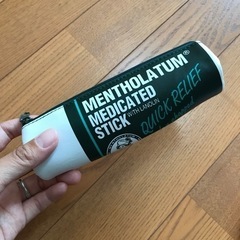 MENTHOLATUM®
MEDICATED
WITH LANOLIN
STICK
QUICK RELIEF